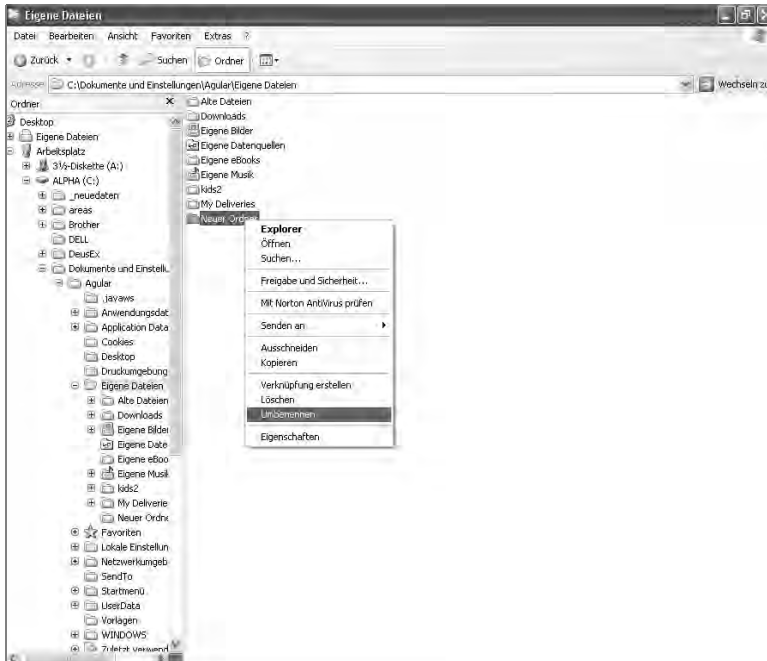 Eigene Dateien
Datei Bearbeiten Ansicht Favoriten Extras ?
Zurück Suchen Ordner
Adresse C:\Dokumente und Einstellungen\Agular\Eigene Dateien Wechseln zu
Ordner
Desktop
Eigene Dateien
Arbeitsplatz
3½-Diskette (A:)
ALPHA (C:)
_neuedaten
areas
Brother
DELL
DeusEx
Dokumente und Einstell
Agular
.javaws
Anwendungsdat
Application Data
Cookies
Desktop
Druckumgebung
Eigene Dateien
Alte Dateien
Downloads
Eigene Bilder
Eigene Date
Eigene eBoo
Eigene Musik
kids2
My Deliverie
Neuer Ordne
Favoriten
Lokale Einstellun
Netzwerkumgeb
SendTo
Startmenü
UserData
Vorlagen
WINDOWS
Zuletzt verwend
Alte Dateien
Downloads
Eigene Bilder
Eigene Datenquellen
Eigene eBooks
Eigene Musik
kids2
My Deliveries
Neuer Ordner
Explorer
Öffnen
Suchen...
Freigabe und Sicherheit...
Mit Norton AntiVirus prüfen
Senden an
Ausschneiden
Kopieren
Verknüpfung erstellen
Löschen
Umbenennen
Eigenschaften